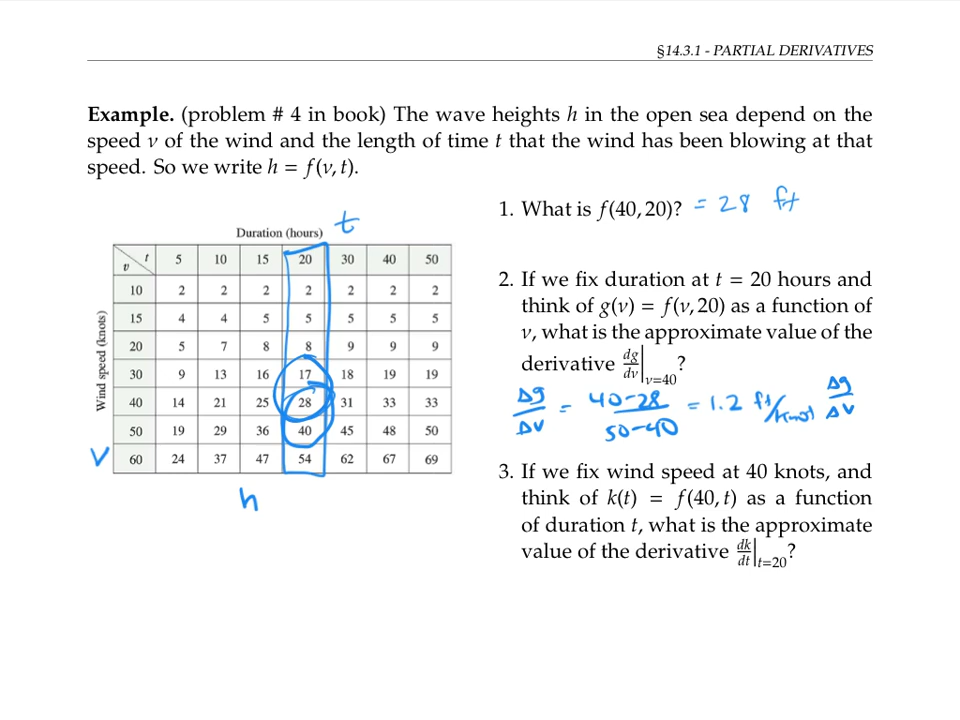 §14.3.1 - PARTIAL DERIVATIVES
Example. (problem # 4 in book) The wave heights h in the open sea depend on the
speed v of the wind and the length of time t that the wind has been blowing at that
speed. So we write h = f(v, t).
1. What is f(40, 20)? = 28 ft
t
Duration (hours)
v t 5 10 15 20 30 40 50
10 2 2 2 2 2 2 2
15 4 4 5 5 5 5 5
20 5 7 8 8 9 9 9
30 9 13 16 17 18 19 19
40 14 21 25 28 31 33 33
50 19 29 36 40 45 48 50
60 24 37 47 54 62 67 69
Wind speed (knots)
v
h
2. If we fix duration at t = 20 hours and
think of g(v) = f(v, 20) as a function of
v, what is the approximate value of the
derivative dg/dv|v=40?
Δg/Δv = 40-28/50-40 = 1.2 ft/knot Δg/Δv
3. If we fix wind speed at 40 knots, and
think of k(t) = f(40, t) as a function
of duration t, what is the approximate
value of the derivative dk/dt|t=20?